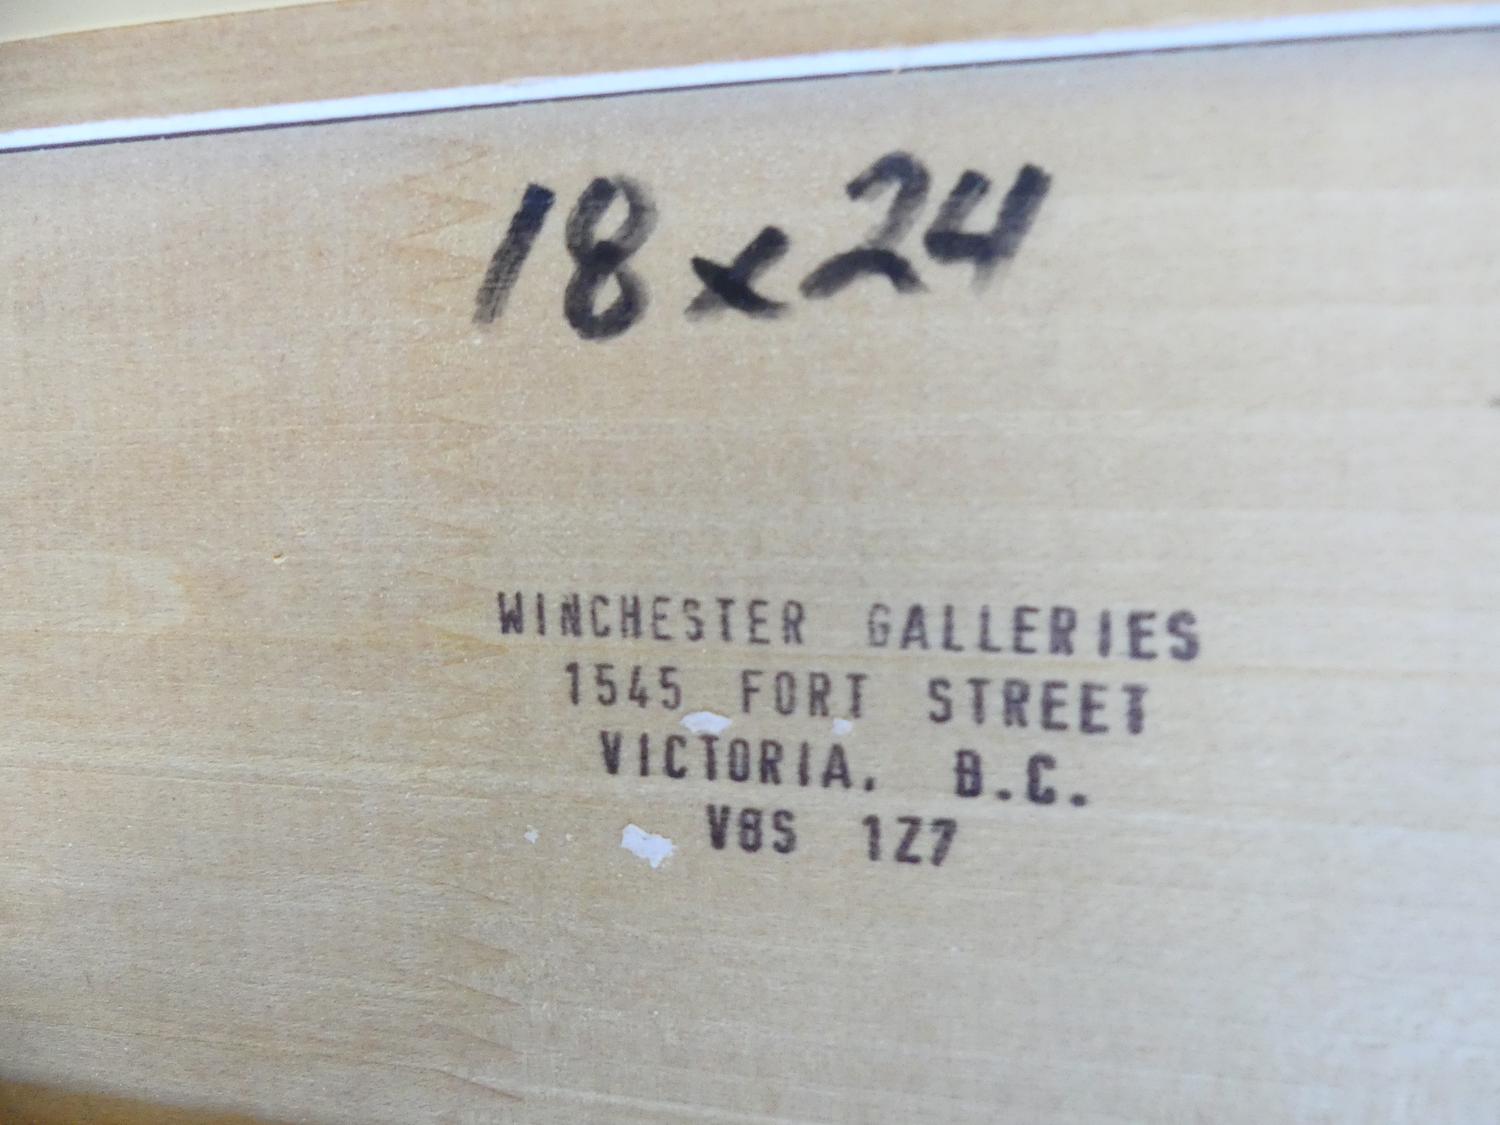 18x24
WINCHESTER GALLERIES
1545 FORT STREET
VICTORIA, B.C.
V8S 1Z7